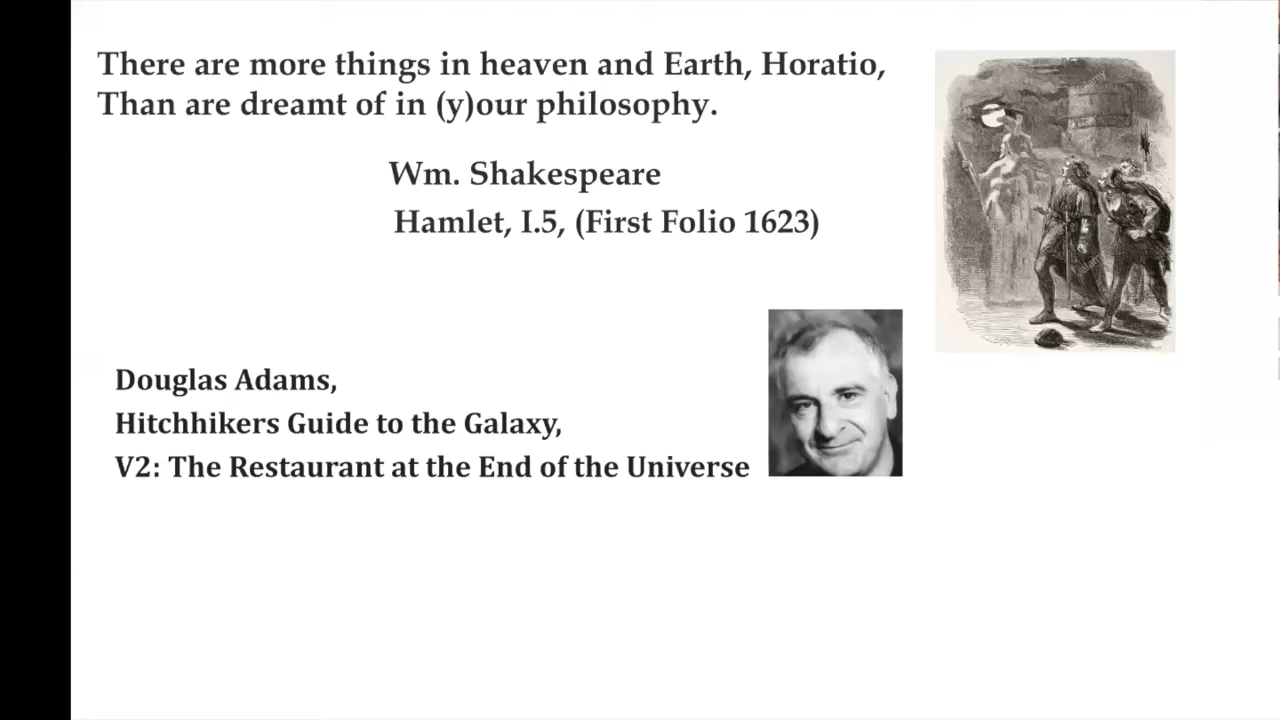 There are more things in heaven and Earth, Horatio,
Than are dreamt of in (y)our philosophy.
Wm. Shakespeare
Hamlet, I.5, (First Folio 1623)
Douglas Adams,
Hitchhikers Guide to the Galaxy,
V2: The Restaurant at the End of the Universe